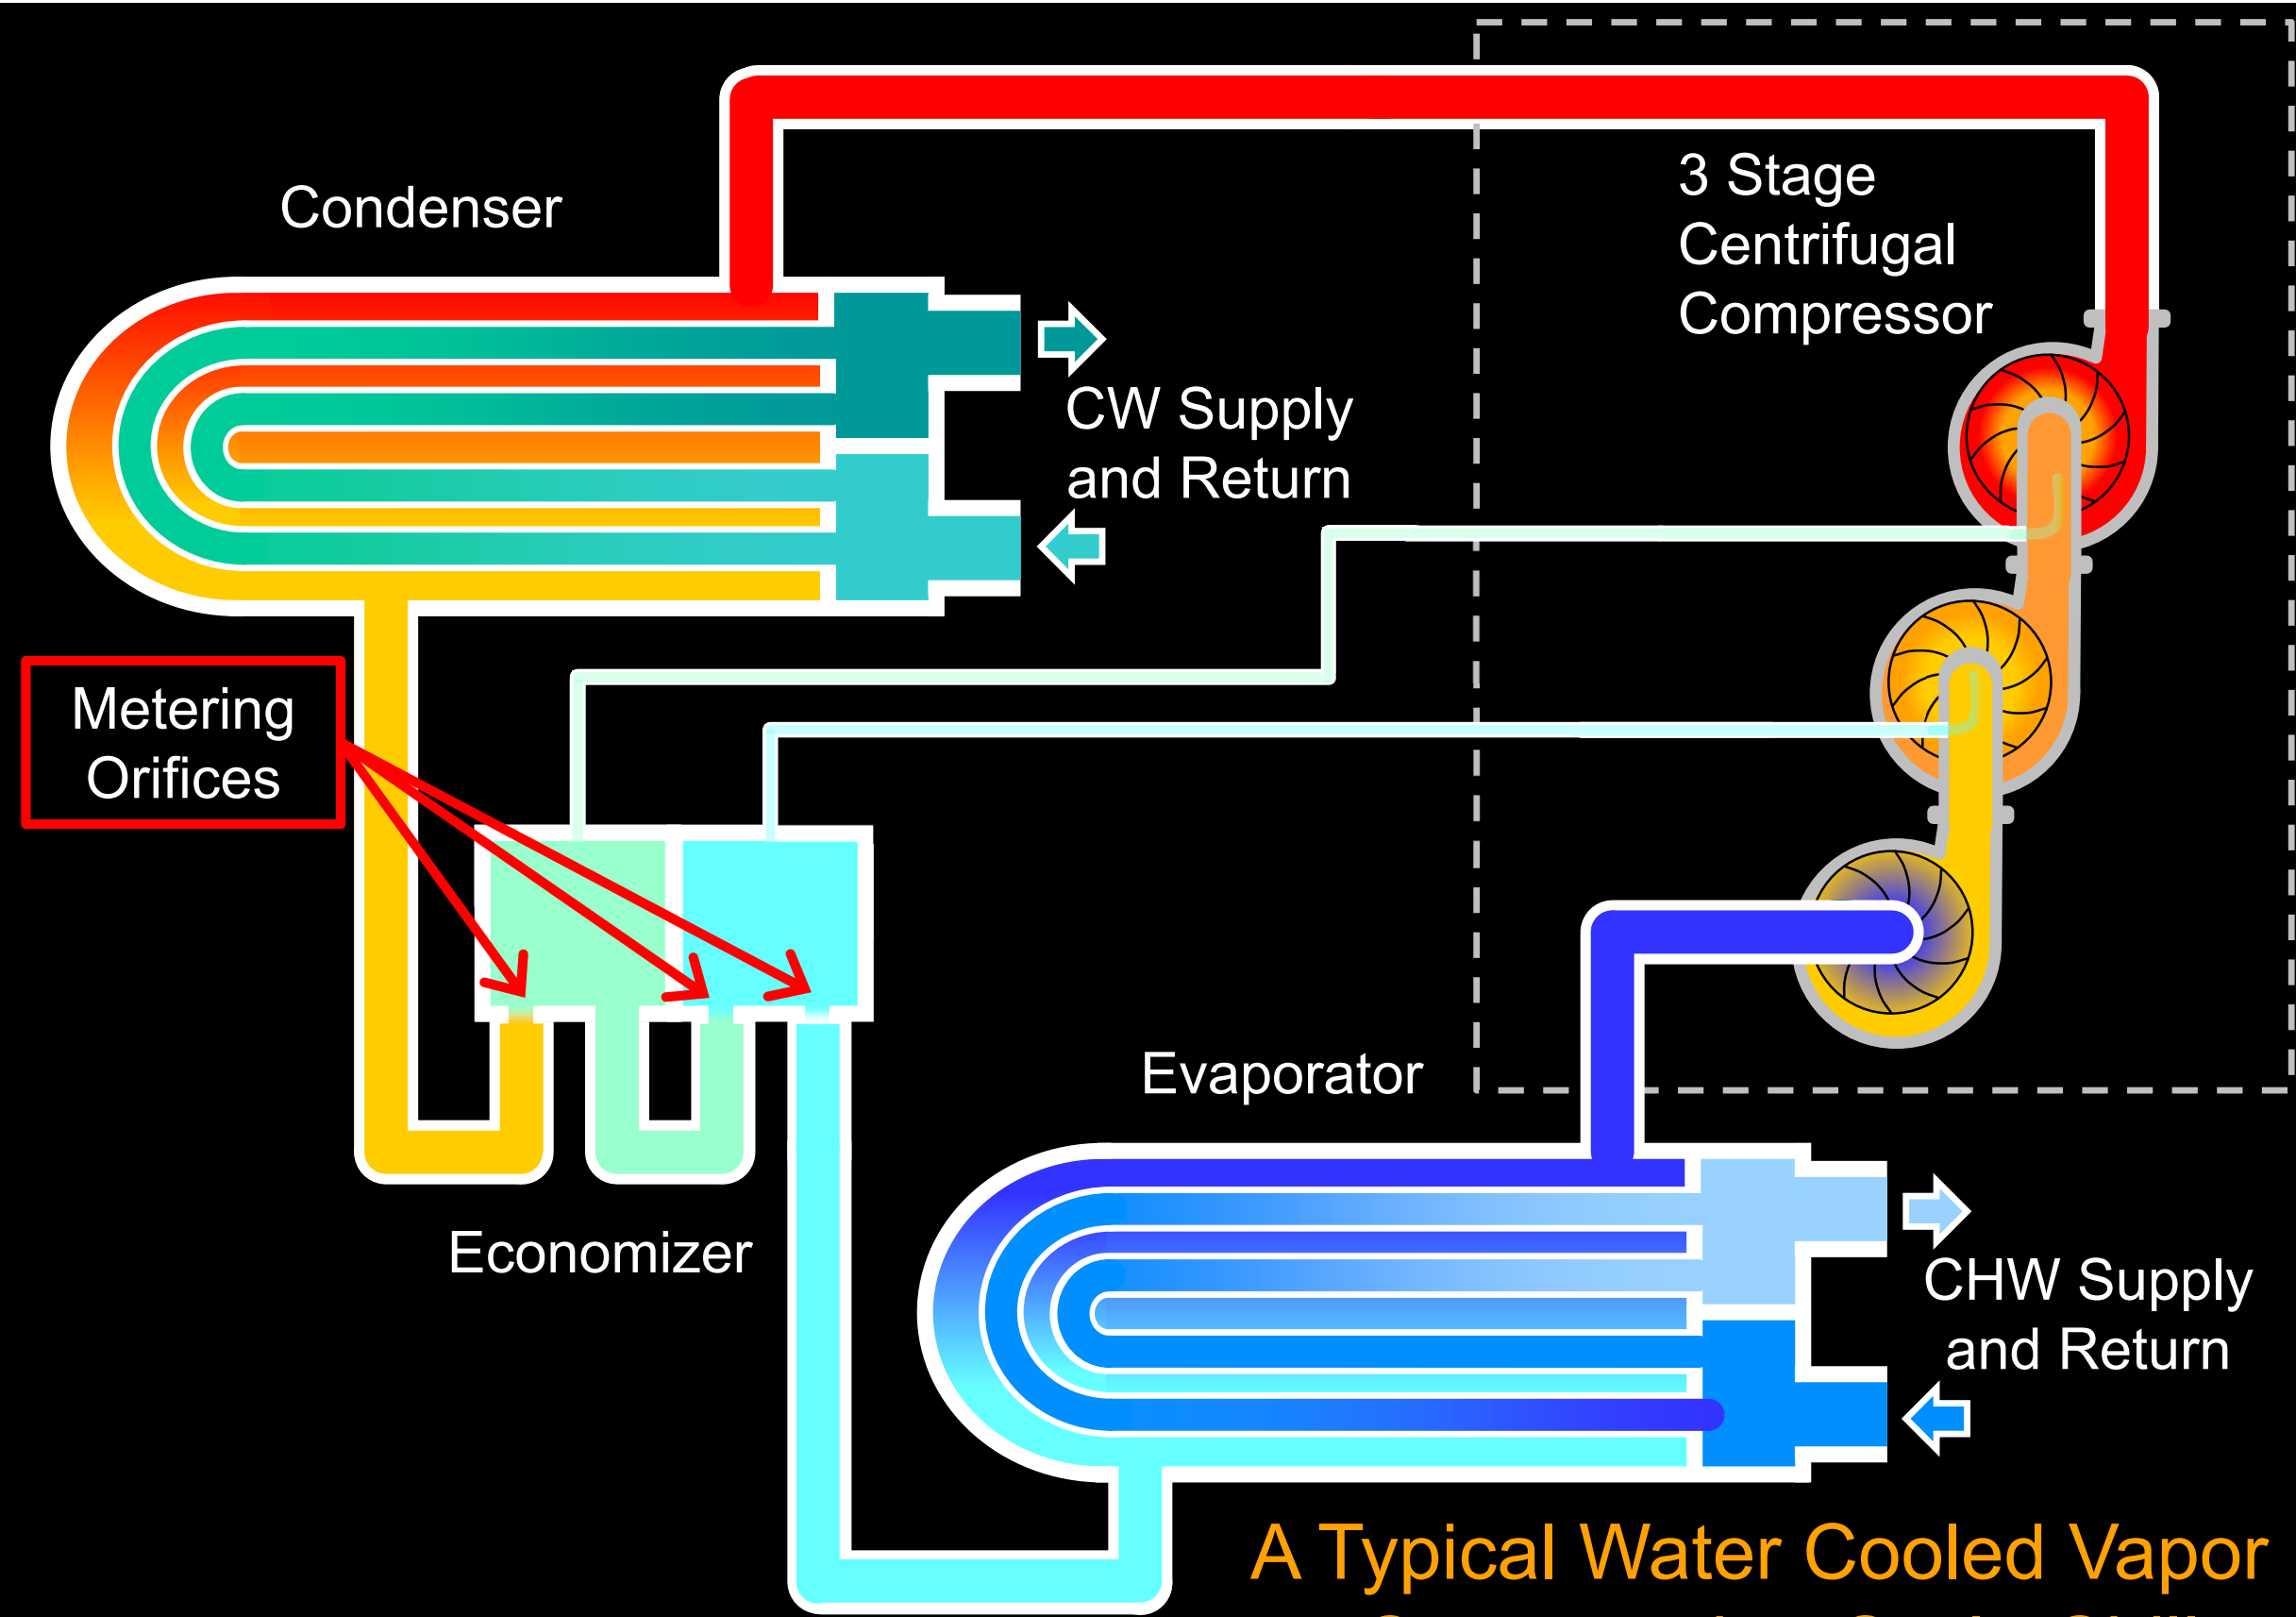 3 Stage
Centrifugal
Compressor
Condenser
CW Supply
and Return
Metering
Orifices
Evaporator
Economizer
CHW Supply
and Return
A Typical Water Cooled Vapor